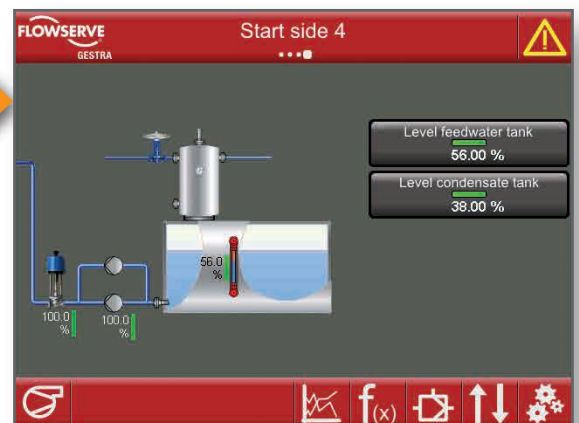 FLOWSERVE
GESTRA
Start side 4
Level feedwater tank
56.00 %
Level condensate tank
38.00 %
56.0
%
100.0
%
100.0
%
f(x)